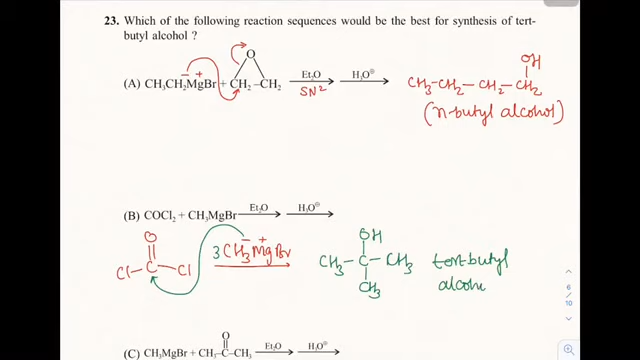 23. Which of the following reaction sequences would be the best for synthesis of tert-
butyl alcohol ?
(A) CH₃CH₂MgBr + CH₂–CH₂ Et₂O H₃O⊕
O
– +
SN²
OH
CH₃–CH₂–CH₂–CH₂
(n-butyl alcohol)
(B) COCl₂ + CH₃MgBr Et₂O H₃O⊕
O
Cl–C–Cl
3CH₃MgBr
– +
OH
CH₃–C–CH₃
CH₃
tert-butyl
alcohol
O
(C) CH₃MgBr + CH₃–C–CH₃ Et₂O H₃O⊕
6
/
10